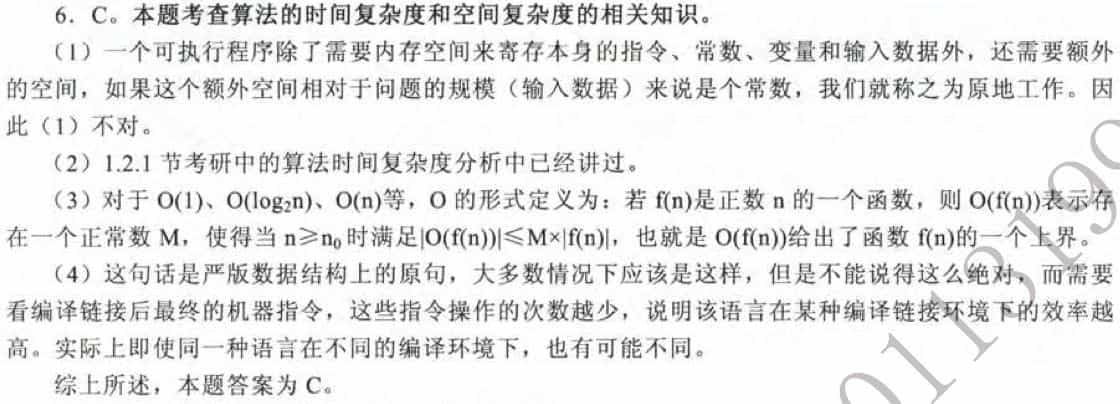 6．C。本题考查算法的时间复杂度和空间复杂度的相关知识。
（1）一个可执行程序除了需要内存空间来寄存本身的指令、常数、变量和输入数据外，还需要额外
的空间，如果这个额外空间相对于问题的规模（输入数据）来说是个常数，我们就称之为原地工作。因
此（1）不对。
（2）1.2.1 节考研中的算法时间复杂度分析中已经讲过。
（3）对于 O(1)、O(log₂n)、O(n)等，O 的形式定义为：若 f(n)是正数 n 的一个函数，则 O(f(n))表示存
在一个正常数 M，使得当 n≥n₀ 时满足|O(f(n))|≤M×|f(n)|，也就是 O(f(n))给出了函数 f(n)的一个上界。
（4）这句话是严版数据结构上的原句，大多数情况下应该是这样，但是不能说得这么绝对，而需要
看编译链接后最终的机器指令，这些指令操作的次数越少，说明该语言在某种编译链接环境下的效率越
高。实际上即使同一种语言在不同的编译环境下，也有可能不同。
综上所述，本题答案为 C。